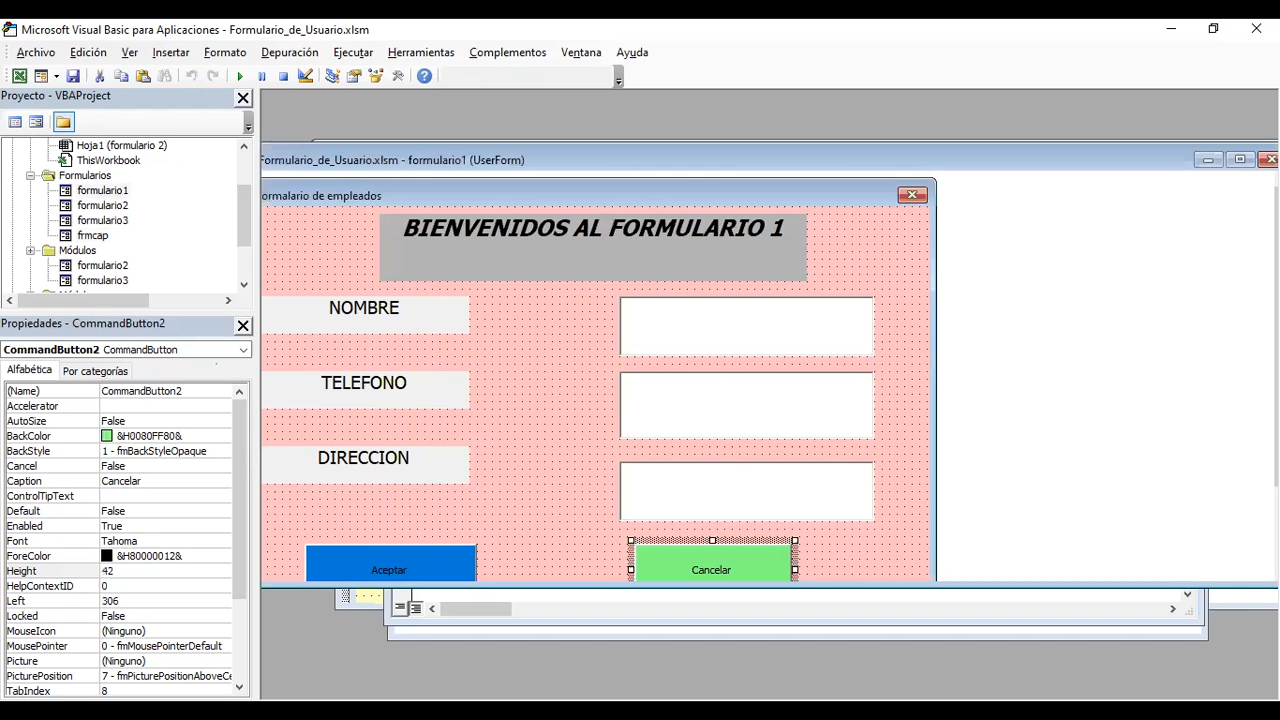 Microsoft Visual Basic para Aplicaciones - Formulario_de_Usuario.xlsm
Archivo Edición Ver Insertar Formato Depuración Ejecutar Herramientas Complementos Ventana Ayuda
Proyecto - VBAProject
Hoja1 (formulario 2)
ThisWorkbook
Formularios
formulario1
formulario2
formulario3
frmcap
Módulos
formulario2
formulario3
Propiedades - CommandButton2
CommandButton2 CommandButton
Alfabética Por categorías
(Name) CommandButton2
Accelerator
AutoSize False
BackColor &H0080FF80&
BackStyle 1 - fmBackStyleOpaque
Cancel False
Caption Cancelar
ControlTipText
Default False
Enabled True
Font Tahoma
ForeColor &H80000012&
Height 42
HelpContextID 0
Left 306
Locked False
MouseIcon (Ninguno)
MousePointer 0 - fmMousePointerDefault
Picture (Ninguno)
PicturePosition 7 - fmPicturePositionAboveCe
TabIndex 8
Formulario_de_Usuario.xlsm - formulario1 (UserForm)
ormalario de empleados
BIENVENIDOS AL FORMULARIO 1
NOMBRE
TELEFONO
DIRECCION
Aceptar Cancelar